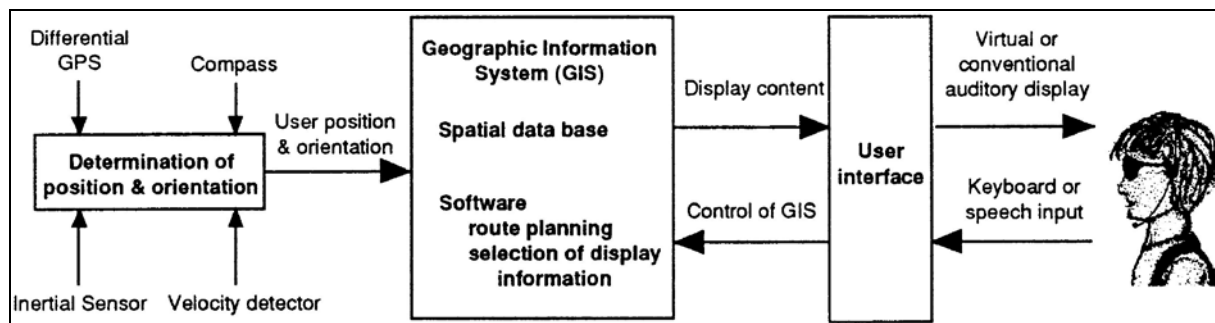 Differential
GPS
Compass
Determination of
position & orientation
Inertial Sensor
Velocity detector
User position
& orientation
Geographic Information
System (GIS)
Spatial data base
Software
route planning
selection of display
information
Display content
Control of GIS
User
interface
Virtual or
conventional
auditory display
Keyboard or
speech input